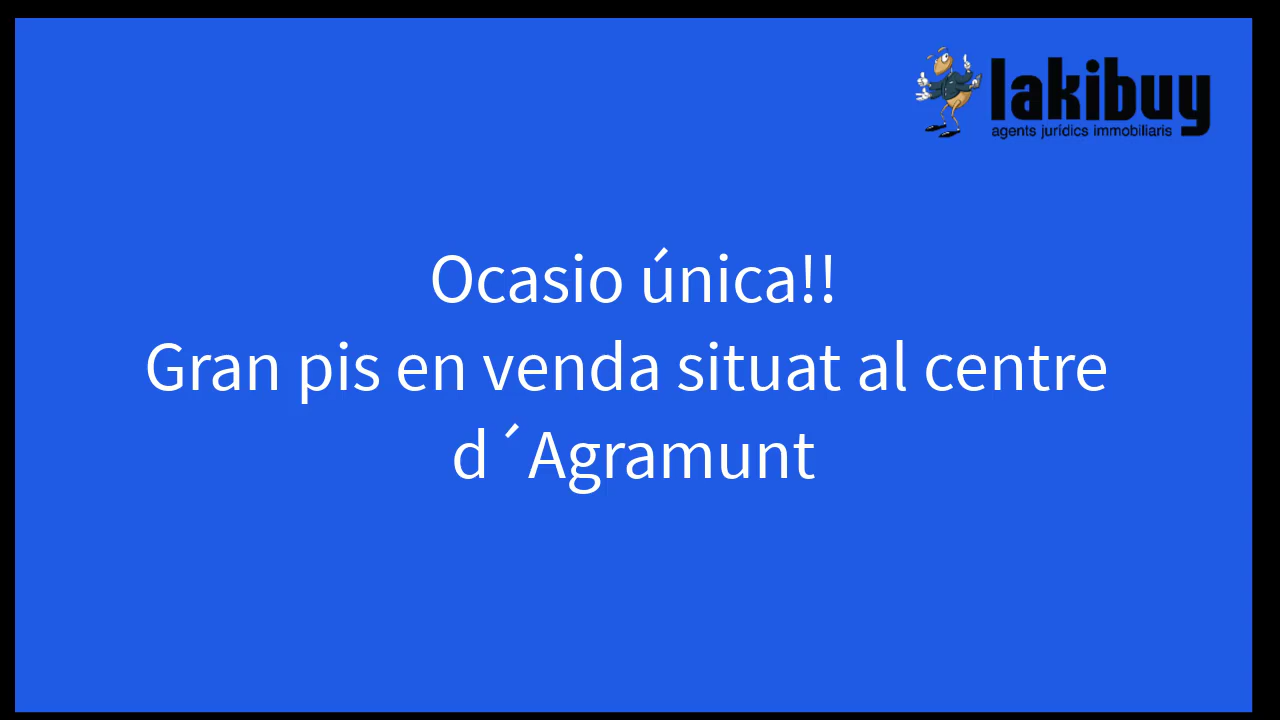 lakibuy
agents jurídics immobiliaris
Ocasio única!!
Gran pis en venda situat al centre
d´Agramunt